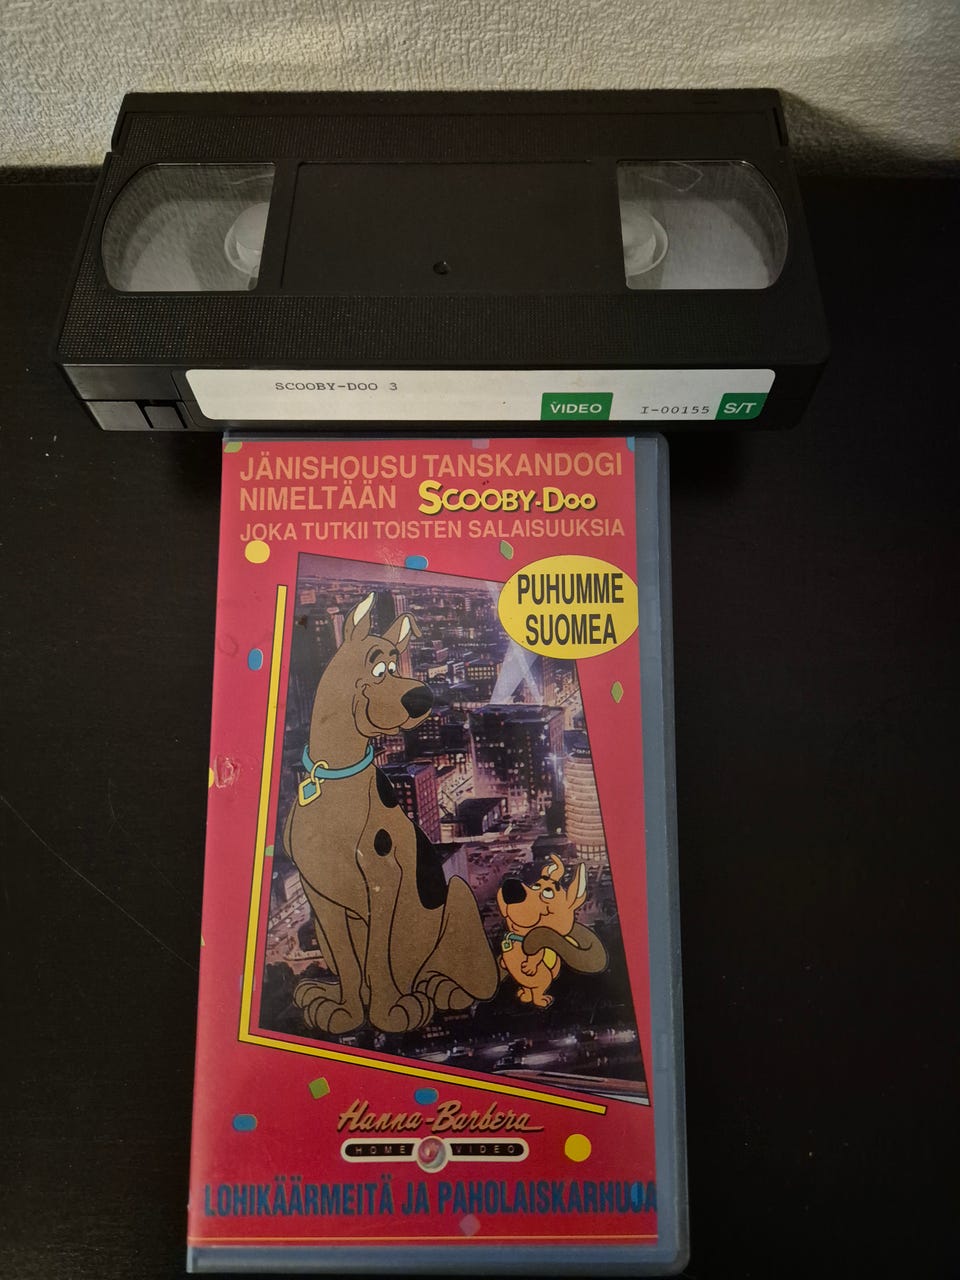 SCOOBY-DOO 3
VIDEO I-00155 S/T
JÄNISHOUSU TANSKANDOGI
NIMELTÄÄN SCOOBY-DOO
JOKA TUTKII TOISTEN SALAISUUKSIA
PUHUMME
SUOMEA
Hanna-Barbera
HOME VIDEO
LOHIKÄÄRMEITÄ JA PAHOLAISKARHUJA